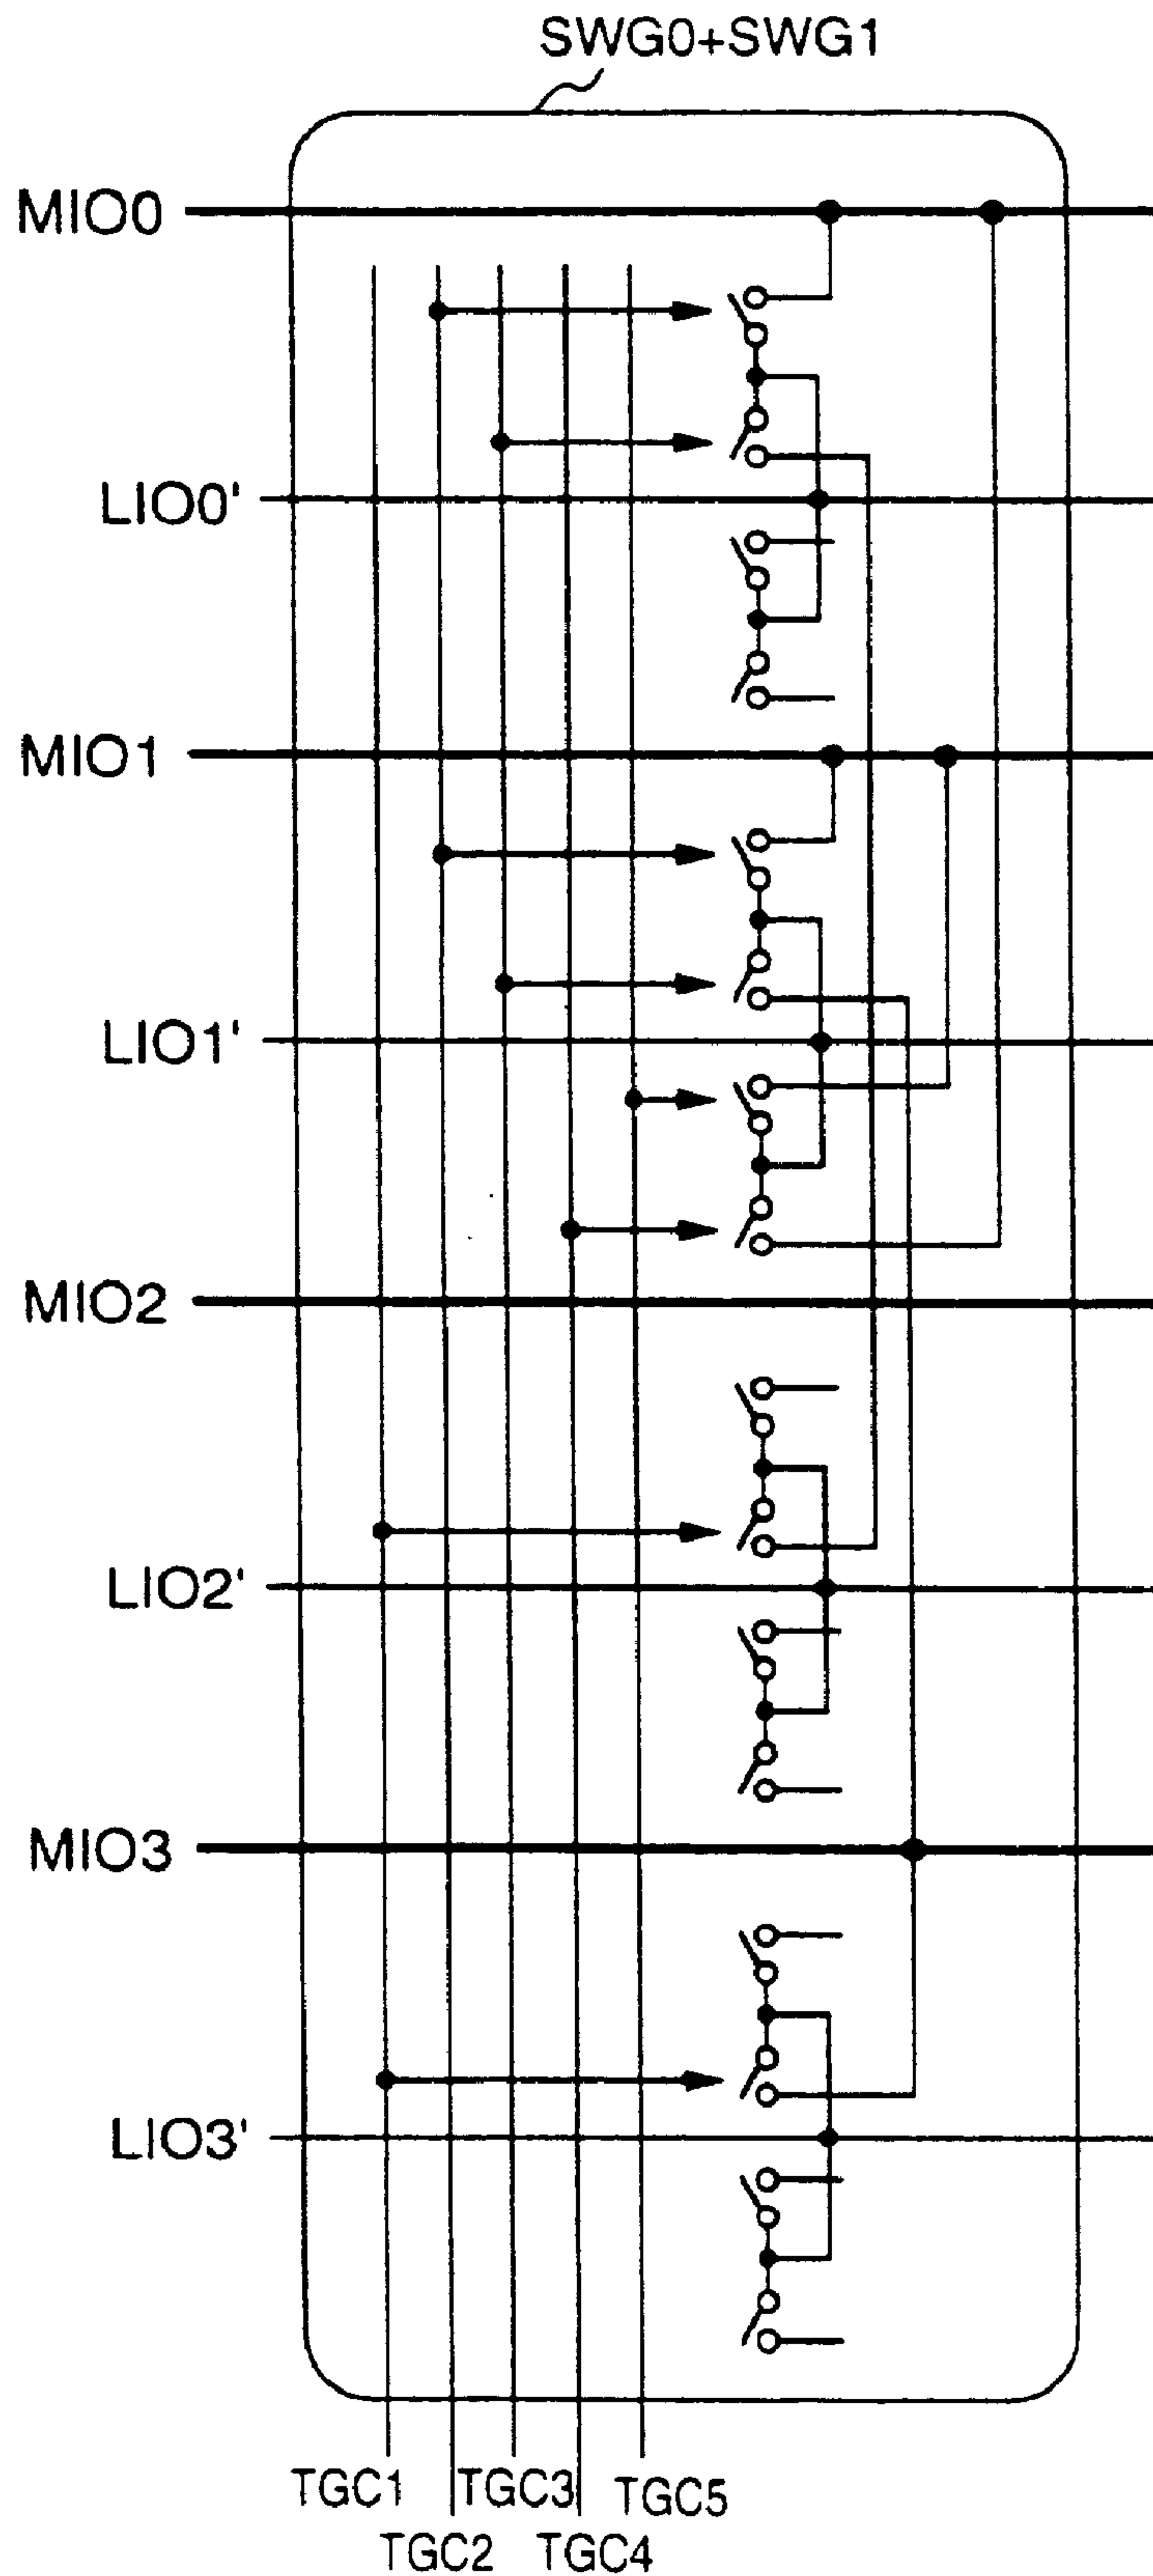 SWG0+SWG1
MIO0
LIO0'
MIO1
LIO1'
MIO2
LIO2'
MIO3
LIO3'
TGC1 TGC3 TGC5
TGC2 TGC4